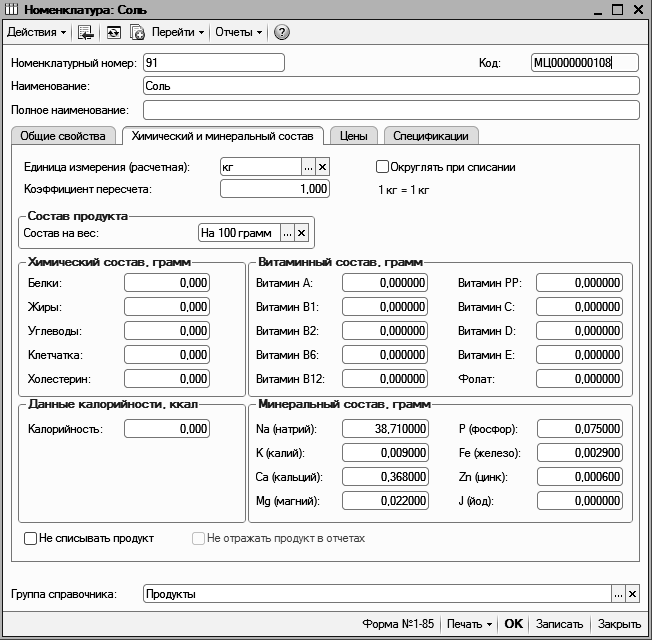 Номенклатура: Соль
Действия Перейти Отчеты ?
Номенклатурный номер: 91 Код: МЦ0000000108
Наименование: Соль
Полное наименование:
Общие свойства Химический и минеральный состав Цены Спецификации
Единица измерения (расчетная): кг ... Округлять при списании
Коэффициент пересчета: 1,000 1 кг = 1 кг
Состав продукта
Состав на вес: На 100 грамм ...
Химический состав, грамм Витаминный состав, грамм
Белки: 0,000 Витамин A: 0,000000 Витамин PP: 0,000000
Жиры: 0,000 Витамин B1: 0,000000 Витамин C: 0,000000
Углеводы: 0,000 Витамин B2: 0,000000 Витамин D: 0,000000
Клетчатка: 0,000 Витамин B6: 0,000000 Витамин E: 0,000000
Холестерин: 0,000 Витамин B12: 0,000000 Фолат: 0,000000
Данные калорийности, ккал Минеральный состав, грамм
Калорийность: 0,000 Na (натрий): 38,710000 P (фосфор): 0,075000
K (калий): 0,009000 Fe (железо): 0,002900
Ca (кальций): 0,368000 Zn (цинк): 0,000600
Mg (магний): 0,022000 J (йод): 0,000000
Не списывать продукт Не отражать продукт в отчетах
Группа справочника: Продукты ...
Форма №1-85 Печать OK Записать Закрыть